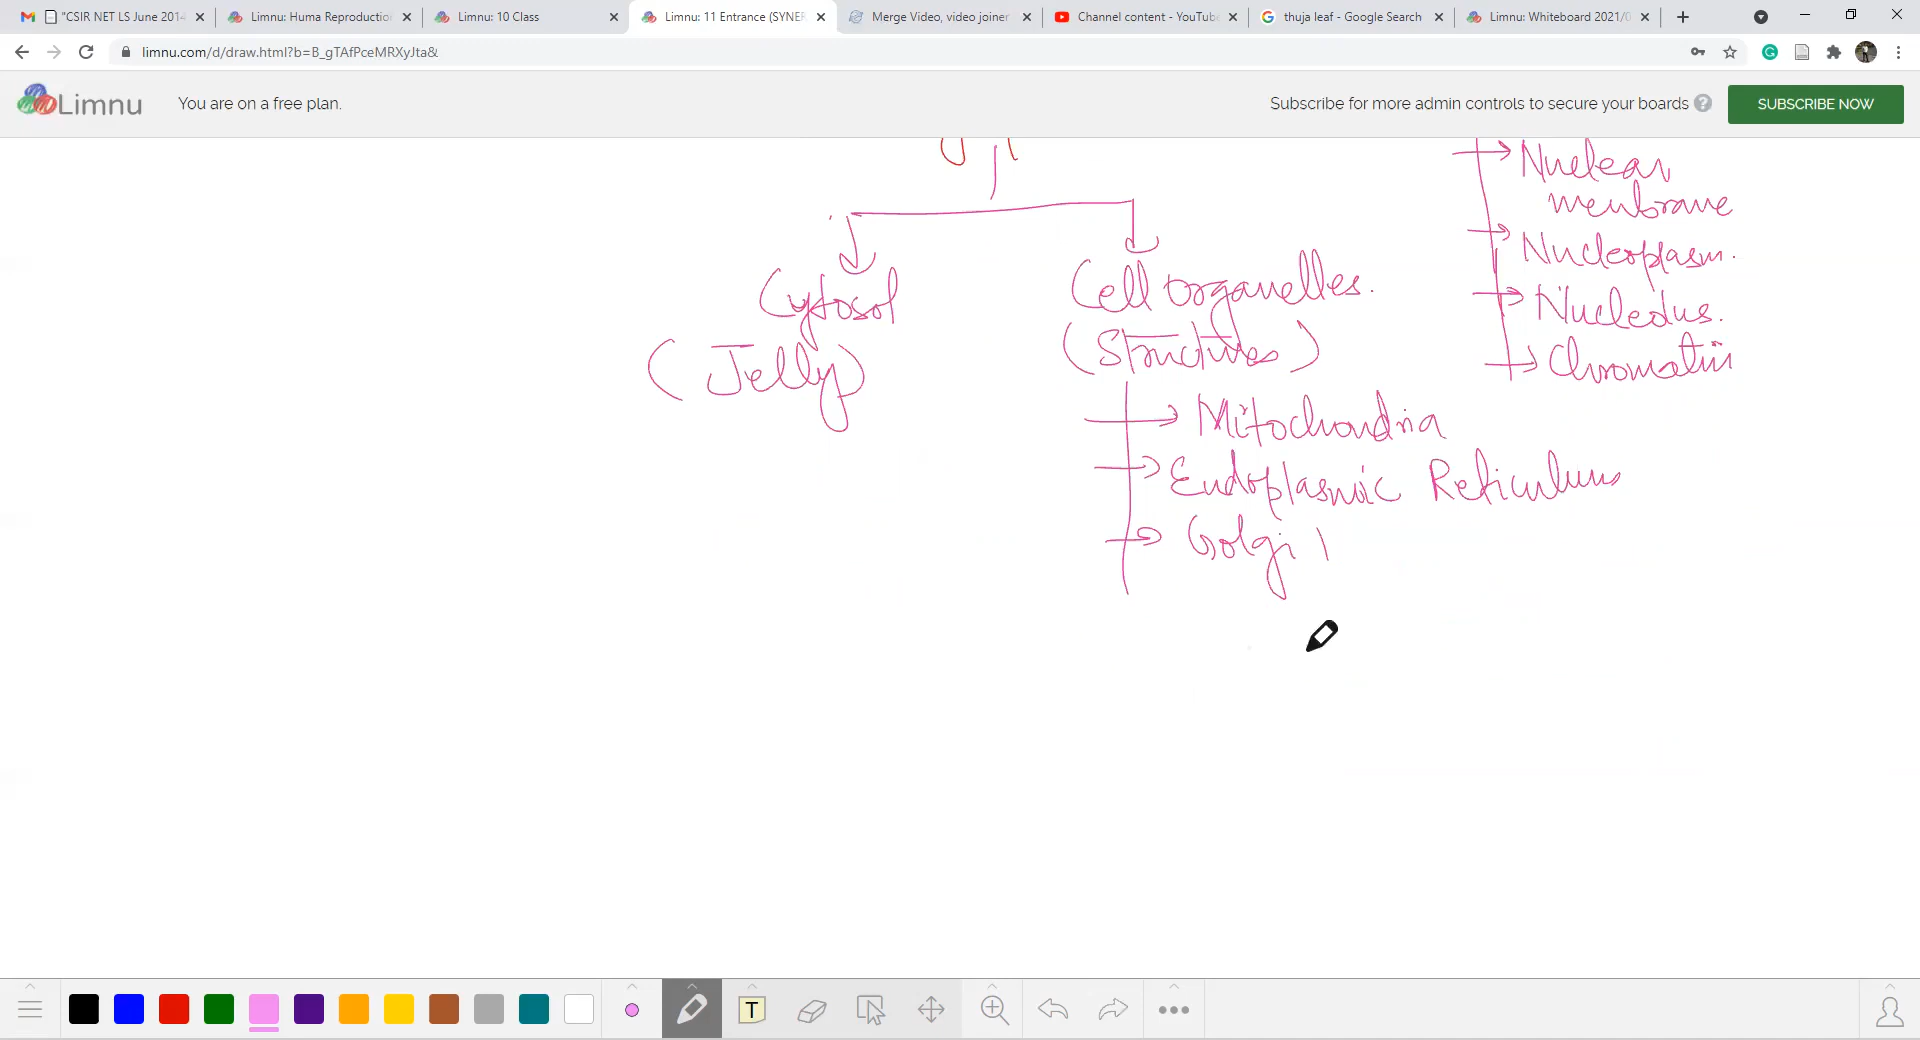 "CSIR NET LS June 2014
Limnu: Huma Reproductio
Limnu: 10 Class
Limnu: 11 Entrance (SYNER
Merge Video, video joiner
Channel content - YouTub
thuja leaf - Google Search
Limnu: Whiteboard 2021/0
limnu.com/d/draw.html?b=B_gTAfPceMRXyJta&
Limnu
You are on a free plan.
Subscribe for more admin controls to secure your boards ?
SUBSCRIBE NOW
Nuclear
membrane
Nucleoplasm.
Nucleolus.
Chromatin
Cytosol
(Jelly)
Cell organelles.
(Structures)
Mitochondria
Endoplasmic Reticulum
Golgi
T